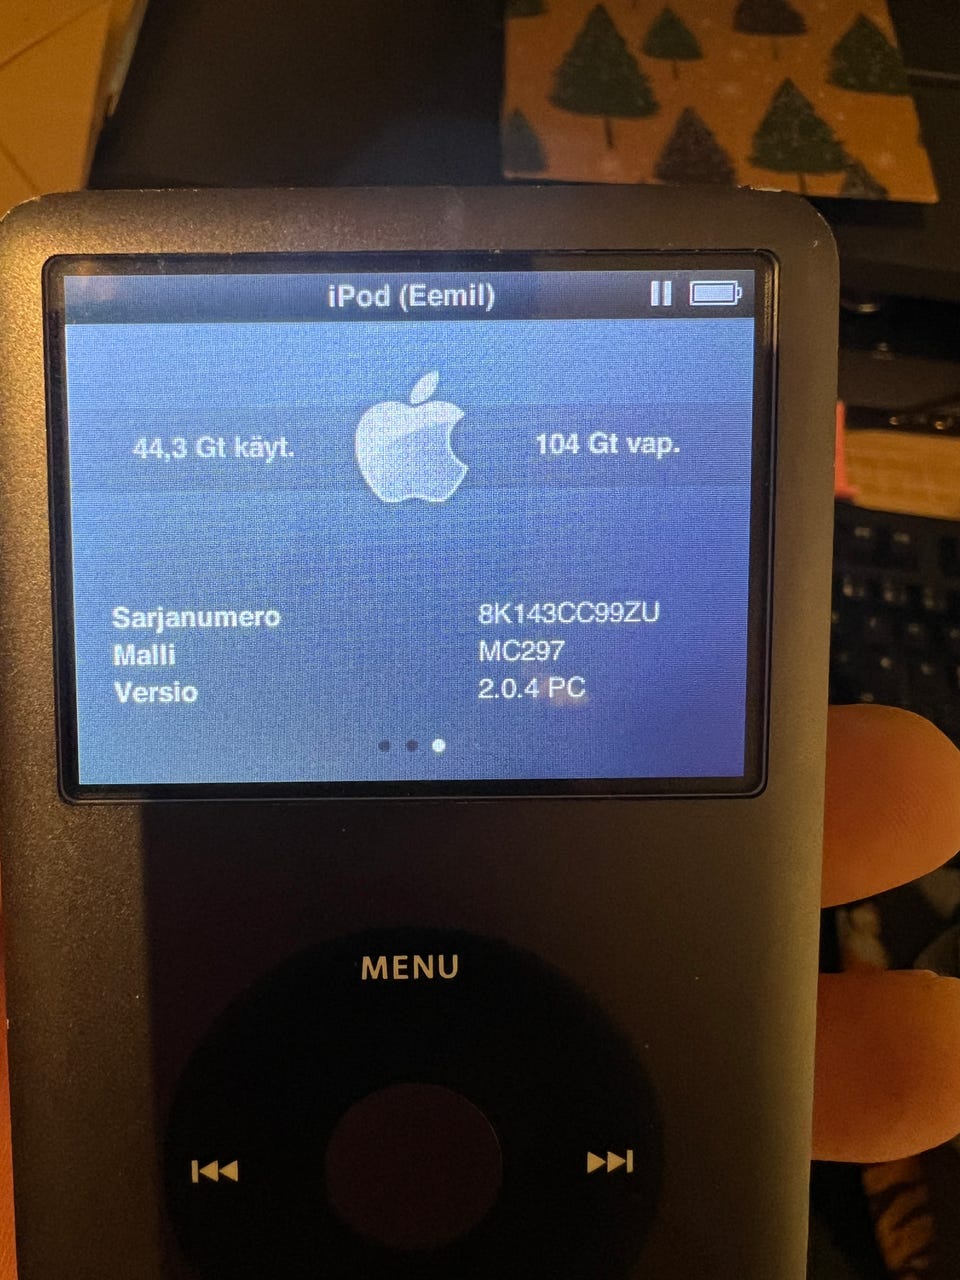 iPod (Eemil)
44,3 Gt käyt.
104 Gt vap.
Sarjanumero 8K143CC99ZU
Malli MC297
Versio 2.0.4 PC
MENU